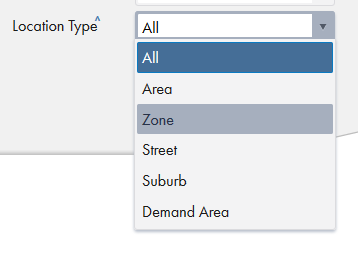 Location Type^ All
All
Area
Zone
Street
Suburb
Demand Area